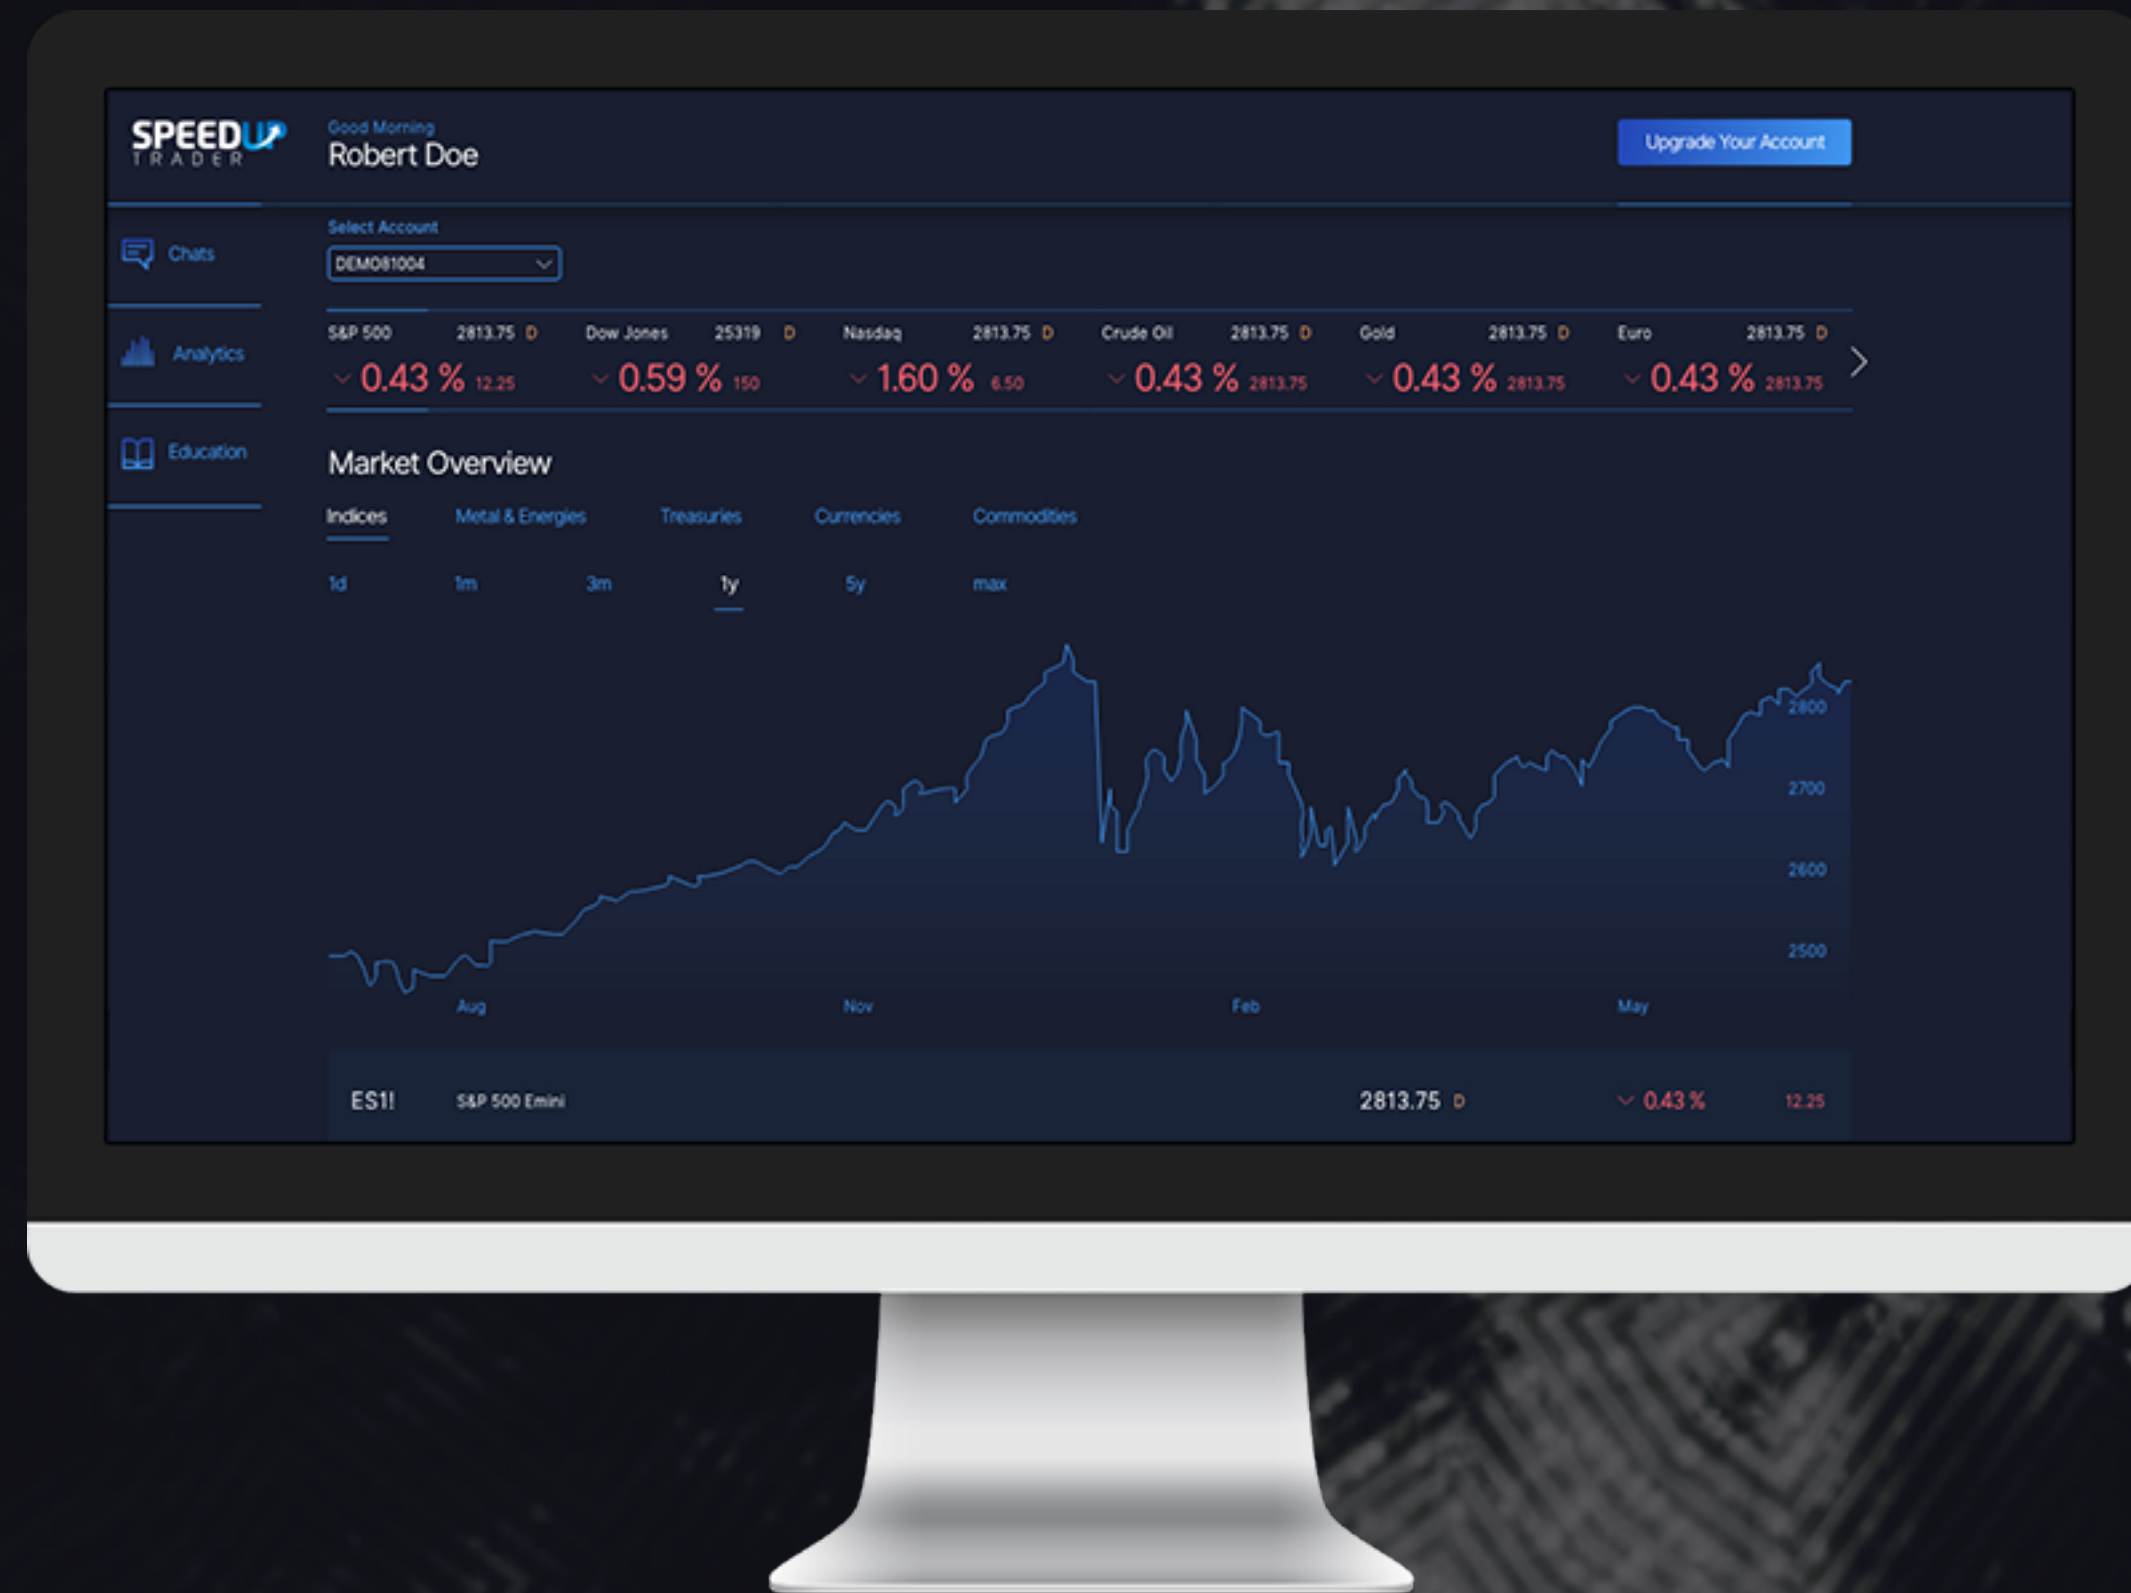 SPEEDUP
TRADER
Good Morning
Robert Doe
Upgrade Your Account
Chats
Analytics
Education
Select Account
DEMO81004
S&P 500 2813.75 D Dow Jones 25319 D Nasdaq 2813.75 D Crude Oil 2813.75 D Gold 2813.75 D Euro 2813.75 D
0.43 % 12.25 0.59 % 150 1.60 % 6.50 0.43 % 2813.75 0.43 % 2813.75 0.43 % 2813.75
Market Overview
Indices Metal & Energies Treasuries Currencies Commodities
1d 1m 3m 1y 5y max
2800
2700
2600
2500
Aug Nov Feb May
ES1! S&P 500 Emini 2813.75 D 0.43 % 12.25